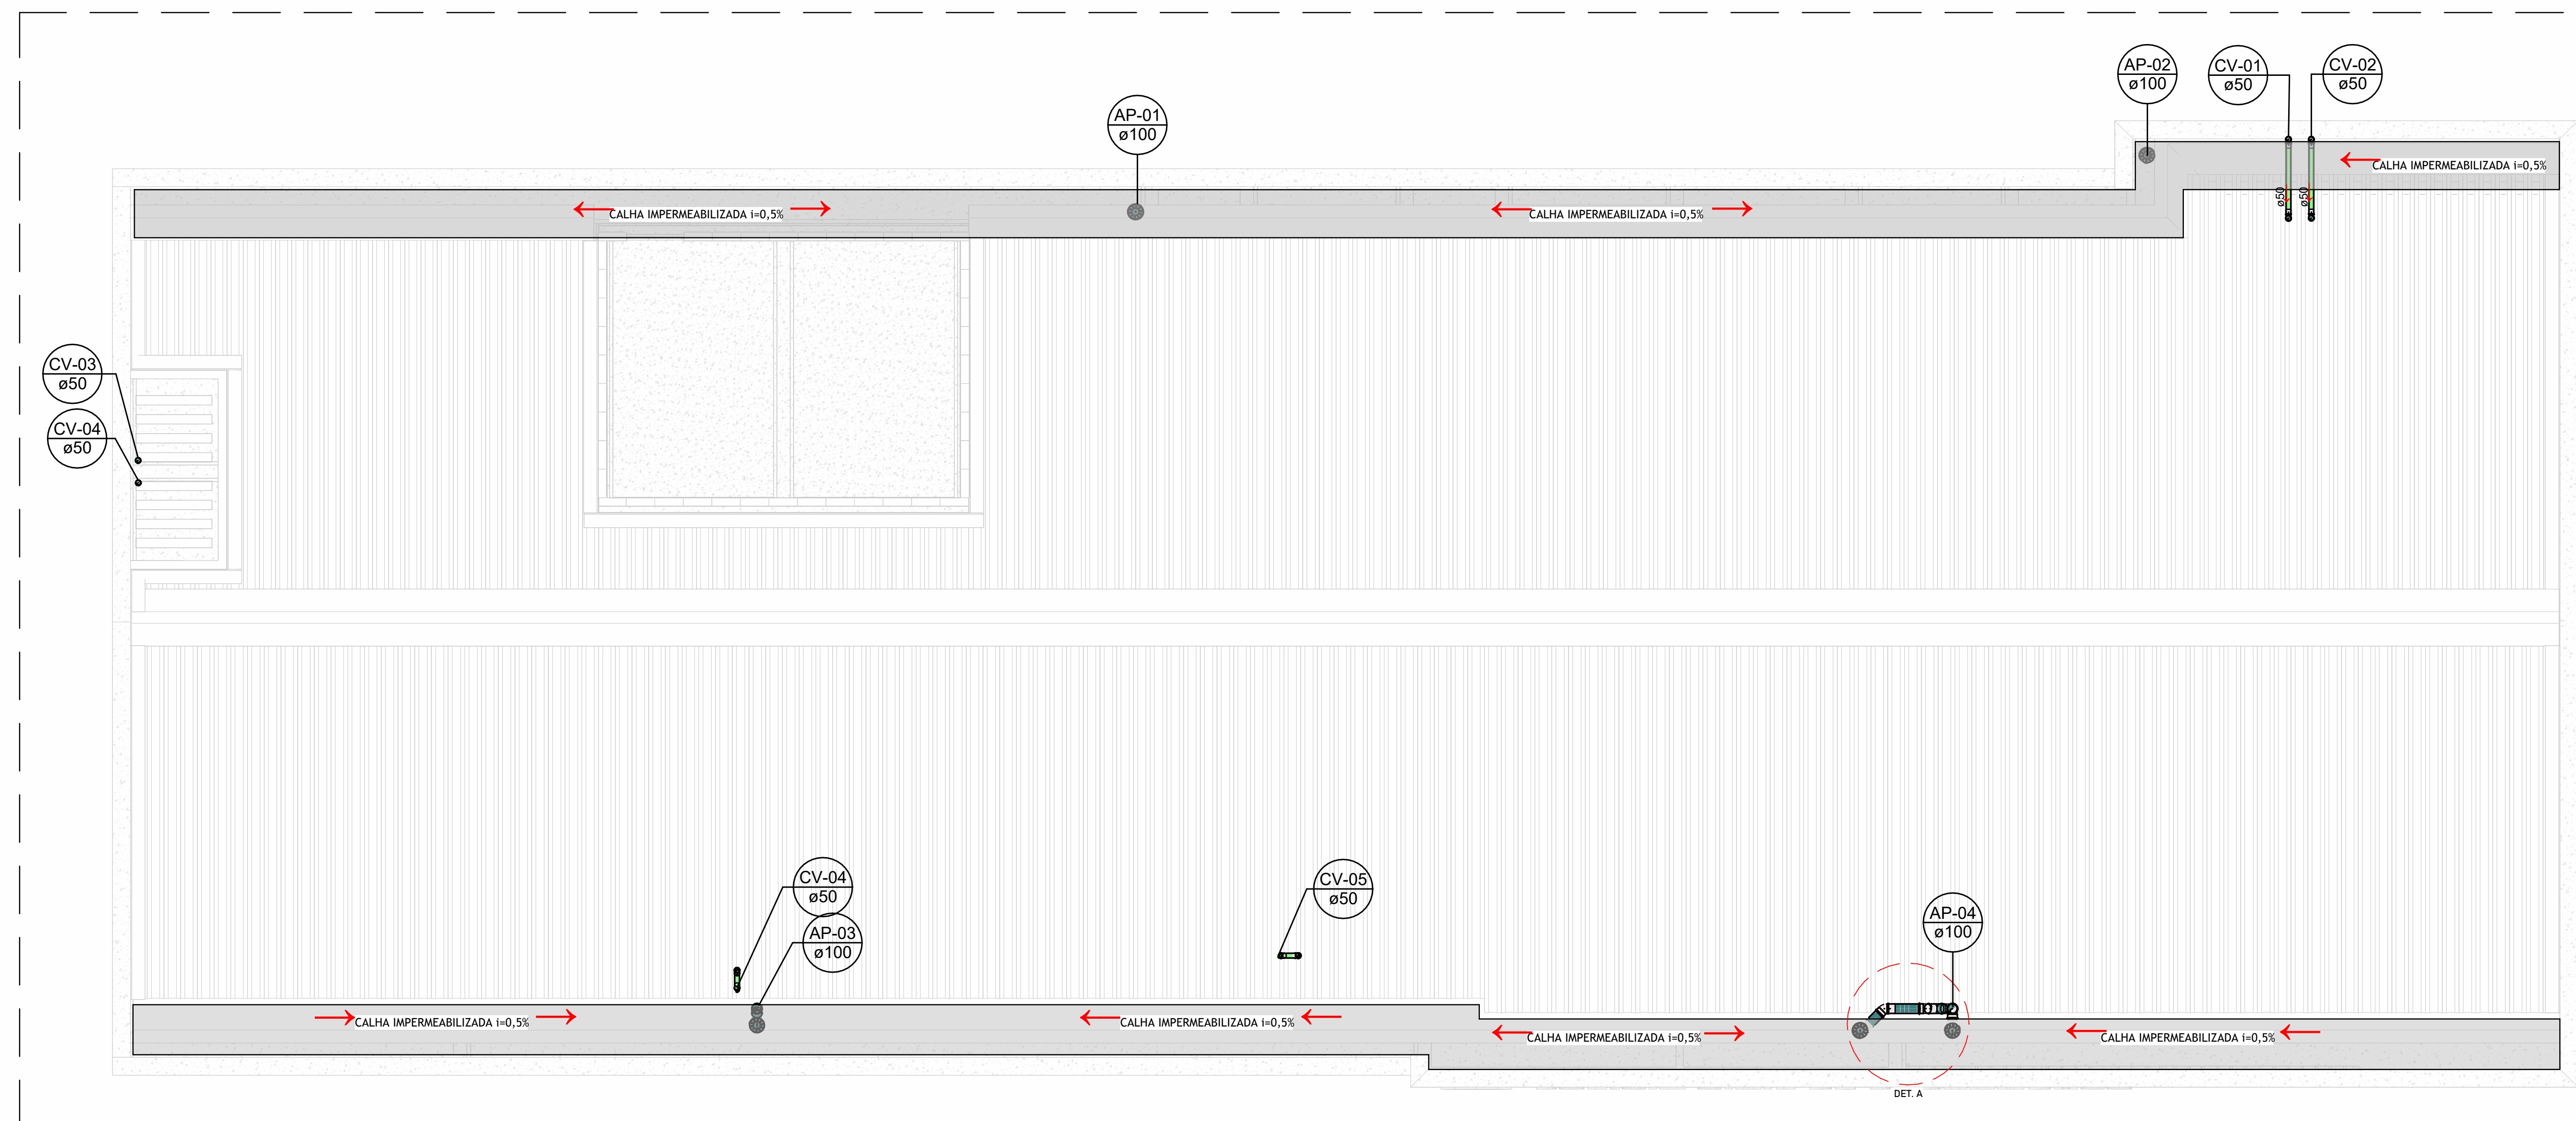 AP-02
ø100
CV-01
ø50
CV-02
ø50
AP-01
ø100
CALHA IMPERMEABILIZADA i=0,5%
ø50
ø50
CALHA IMPERMEABILIZADA i=0,5%
CALHA IMPERMEABILIZADA i=0,5%
CV-03
ø50
CV-04
ø50
CV-04
ø50
CV-05
ø50
AP-03
ø100
AP-04
ø100
CALHA IMPERMEABILIZADA i=0,5%
CALHA IMPERMEABILIZADA i=0,5%
CALHA IMPERMEABILIZADA i=0,5%
CALHA IMPERMEABILIZADA i=0,5%
DET. A